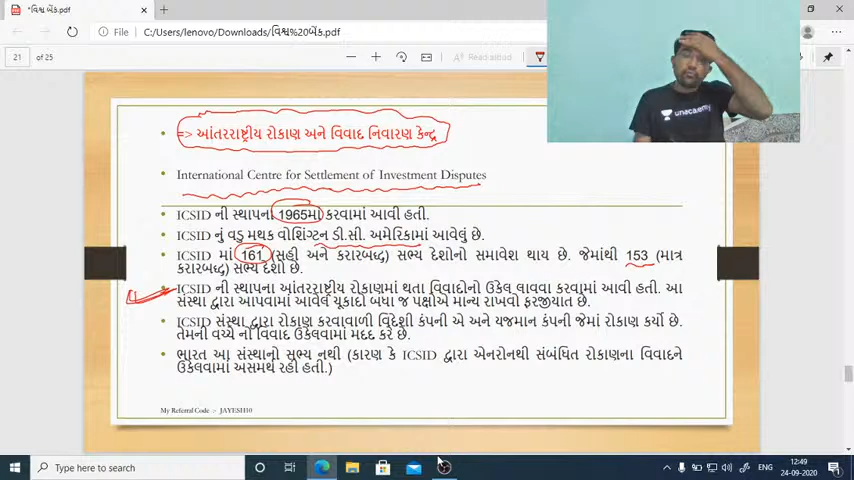 *વિશ્વ બેંક.pdf
File
C:/Users/lenovo/Downloads/વિશ્વ%20બેંક.pdf
21 of 25
Read aloud
unacademy
=> આંતરરાષ્ટ્રીય રોકાણ અને વિવાદ નિવારણ કેન્દ્ર
International Centre for Settlement of Investment Disputes
ICSID ની સ્થાપના 1965માં કરવામાં આવી હતી.
ICSID નું વડુ મથક વોશિંગ્ટન ડી.સી. અમેરિકામાં આવેલું છે.
ICSID માં 161 (સહી અને કરારબદ્ધ) સભ્ય દેશોનો સમાવેશ થાય છે. જેમાંથી 153 (માત્ર
કરારબદ્ધ) સભ્ય દેશો છે.
ICSID ની સ્થાપના આંતરરાષ્ટ્રીય રોકાણમાં થતા વિવાદોનો ઉકેલ લાવવા કરવામાં આવી હતી. આ
સંસ્થા દ્વારા આપવામાં આવેલ ચૂકાદો બધા જ પક્ષોએ માન્ય રાખવો ફરજીયાત છે.
ICSID સંસ્થા દ્વારા રોકાણ કરવાવાળી વિદેશી કંપની એ અને યજમાન કંપની જેમાં રોકાણ કર્યો છે.
તેમની વચ્ચે ની વિવાદ ઉકેલવામાં મદદ કરે છે.
ભારત આ સંસ્થાનો સભ્ય નથી (કારણ કે ICSID દ્વારા એનરોનથી સંબંધિત રોકાણના વિવાદને
ઉકેલવામાં અસમર્થ રહી હતી.)
My Referral Code :- JAYESH10
Type here to search
ENG
12:49
24-09-2020